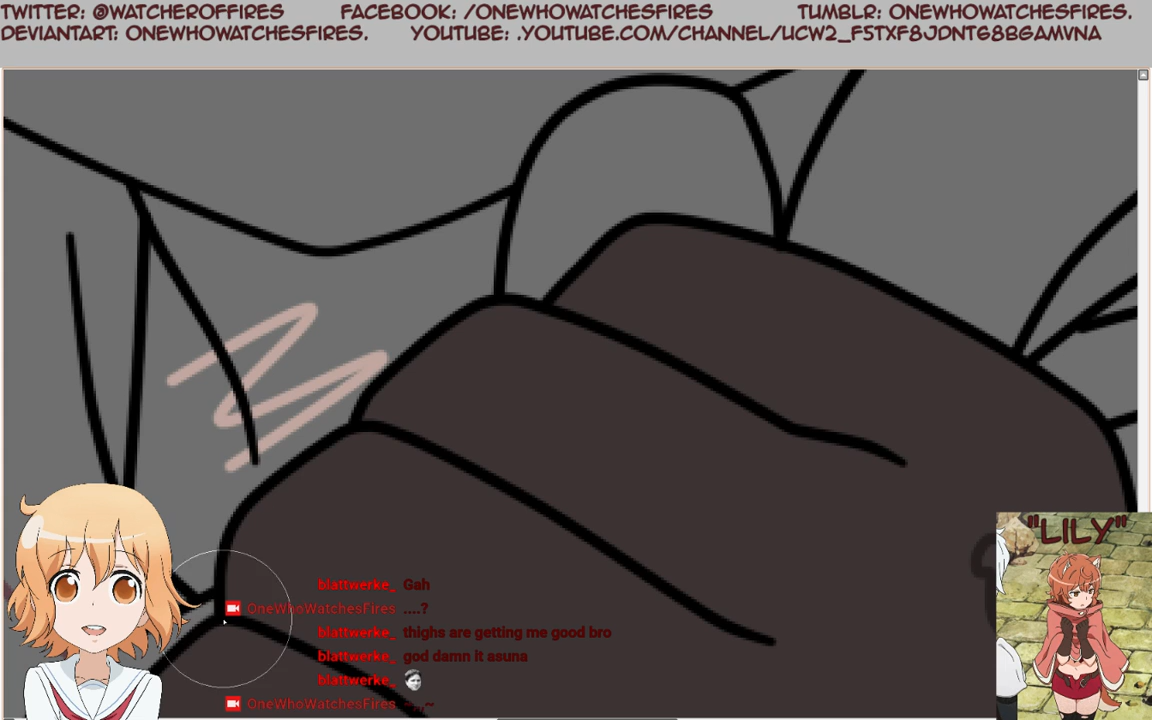 TWITTER: @WATCHEROFFIRES FACEBOOK: /ONEWHOWATCHESFIRES TUMBLR: ONEWHOWATCHESFIRES.
DEVIANTART: ONEWHOWATCHESFIRES. YOUTUBE: .YOUTUBE.COM/CHANNEL/UCW2_F5TXF8JDNTG8BGAMVNA
"LILY"
blattwerke_ Gah
OneWhoWatchesFires ....?
blattwerke_ thighs are getting me good bro
blattwerke_ god damn it asuna
blattwerke_
OneWhoWatchesFires